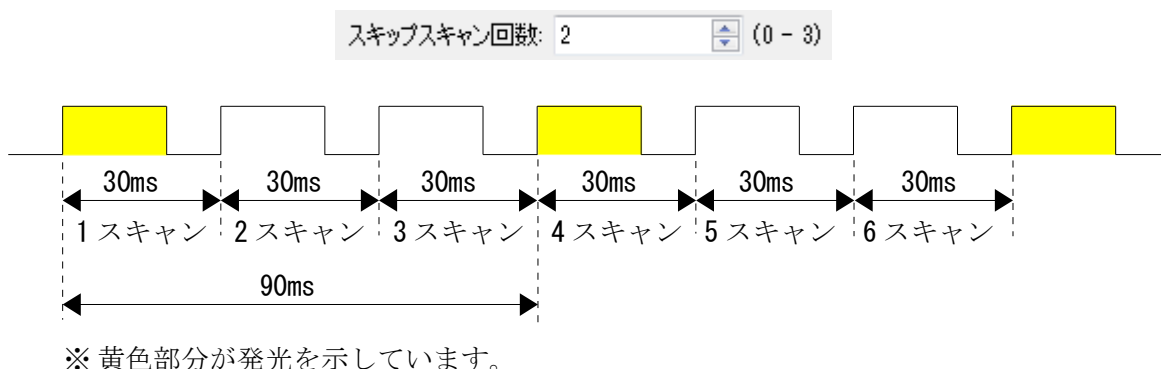 スキップスキャン回数: 2 (0 - 3)
30ms 30ms 30ms 30ms 30ms 30ms
1 スキャン 2 スキャン 3 スキャン 4 スキャン 5 スキャン 6 スキャン
90ms
※ 黄色部分が発光を示しています。